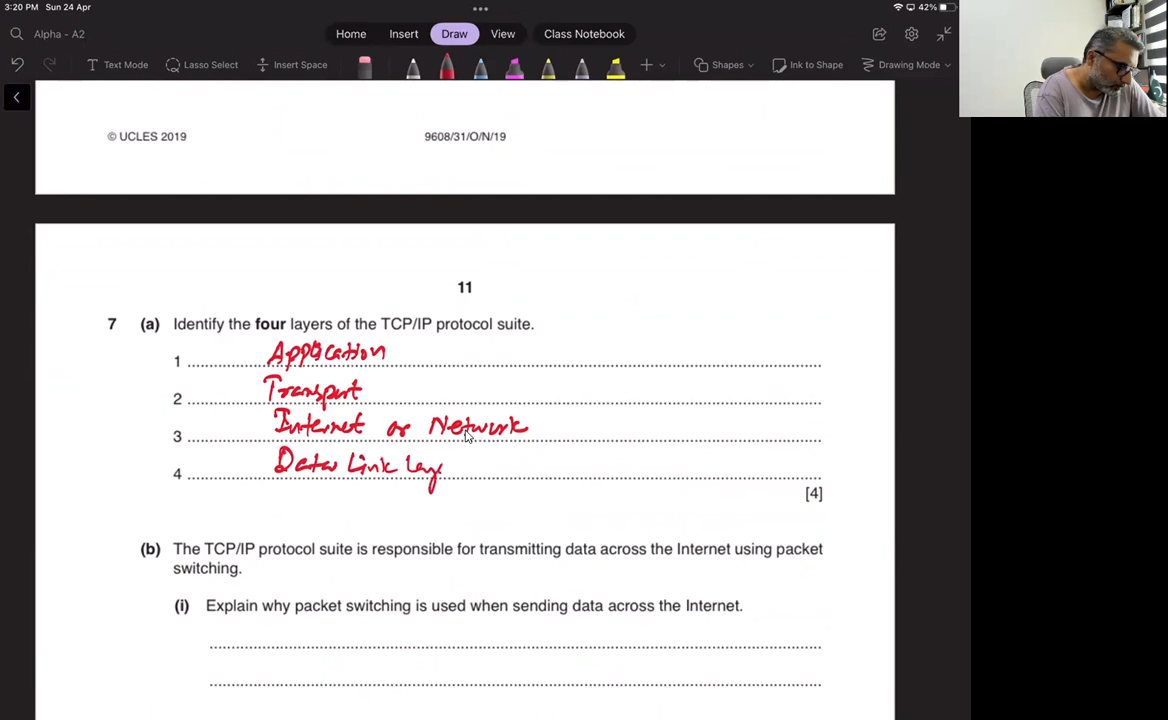 3:20 PM Sun 24 Apr
42%
Alpha - A2
Home Insert Draw View Class Notebook
Text Mode Lasso Select Insert Space Shapes Ink to Shape Drawing Mode
© UCLES 2019 9608/31/O/N/19
11
7 (a) Identify the four layers of the TCP/IP protocol suite.
1 Application
2 Transport
3 Internet or Network
4 Data Link Lay
[4]
(b) The TCP/IP protocol suite is responsible for transmitting data across the Internet using packet
switching.
(i) Explain why packet switching is used when sending data across the Internet.